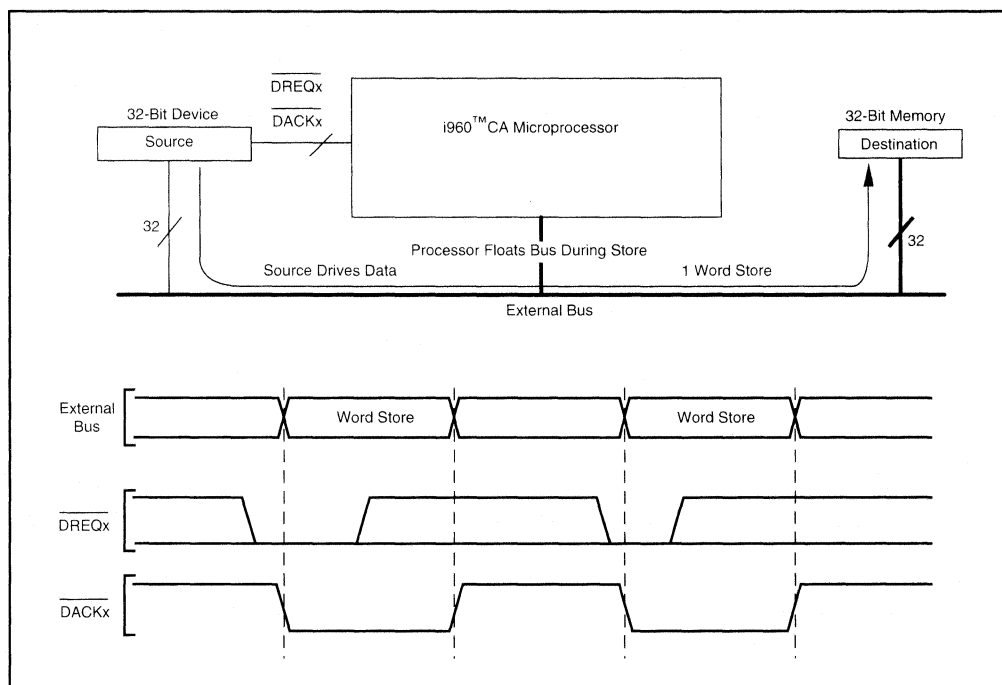 DREQx
DACKx
32-Bit Device
Source
i960™CA Microprocessor
32-Bit Memory
Destination
32
32
Processor Floats Bus During Store
Source Drives Data
1 Word Store
External Bus
External
Bus
Word Store
Word Store
DREQx
DACKx